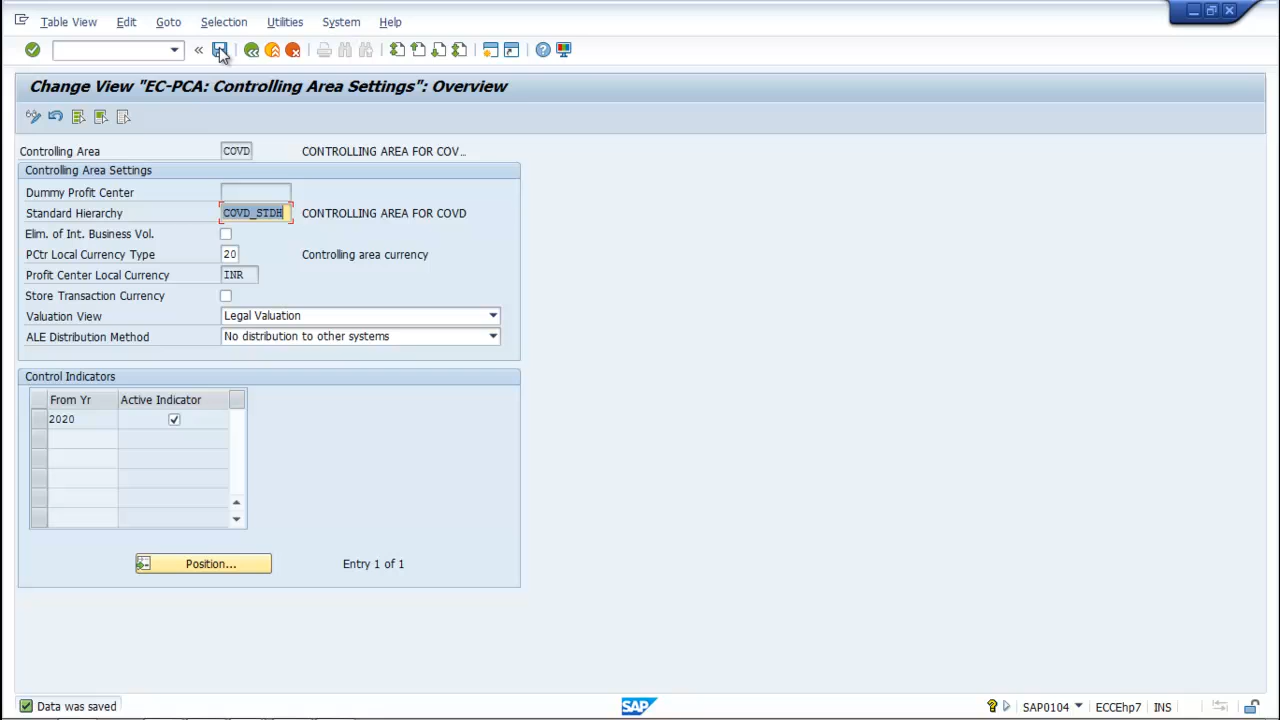 Table View Edit Goto Selection Utilities System Help
Change View "EC-PCA: Controlling Area Settings": Overview
Controlling Area COVD CONTROLLING AREA FOR COV..
Controlling Area Settings
Dummy Profit Center
Standard Hierarchy COVD_STDH CONTROLLING AREA FOR COVD
Elim. of Int. Business Vol.
PCtr Local Currency Type 20 Controlling area currency
Profit Center Local Currency INR
Store Transaction Currency
Valuation View Legal Valuation
ALE Distribution Method No distribution to other systems
Control Indicators
From Yr Active Indicator
2020
Position... Entry 1 of 1
Data was saved SAP SAP0104 ECCEhp7 INS